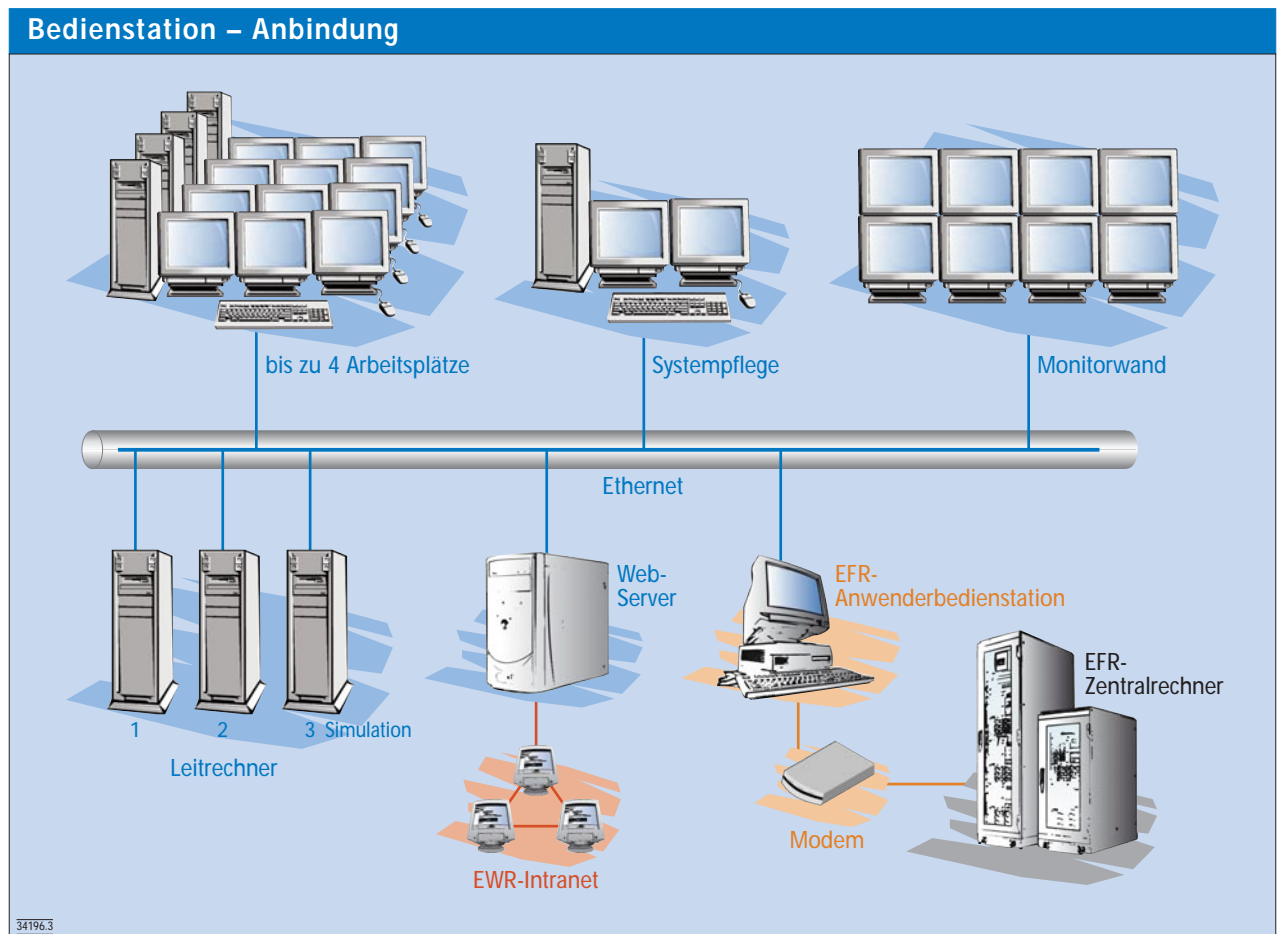 Bedienstation – Anbindung
bis zu 4 Arbeitsplätze
Systempflege
Monitorwand
Ethernet
Web-
Server
EFR-
Anwenderbedienstation
EFR-
Zentralrechner
1
2
3 Simulation
Leitrechner
Modem
EWR-Intranet
34196.3